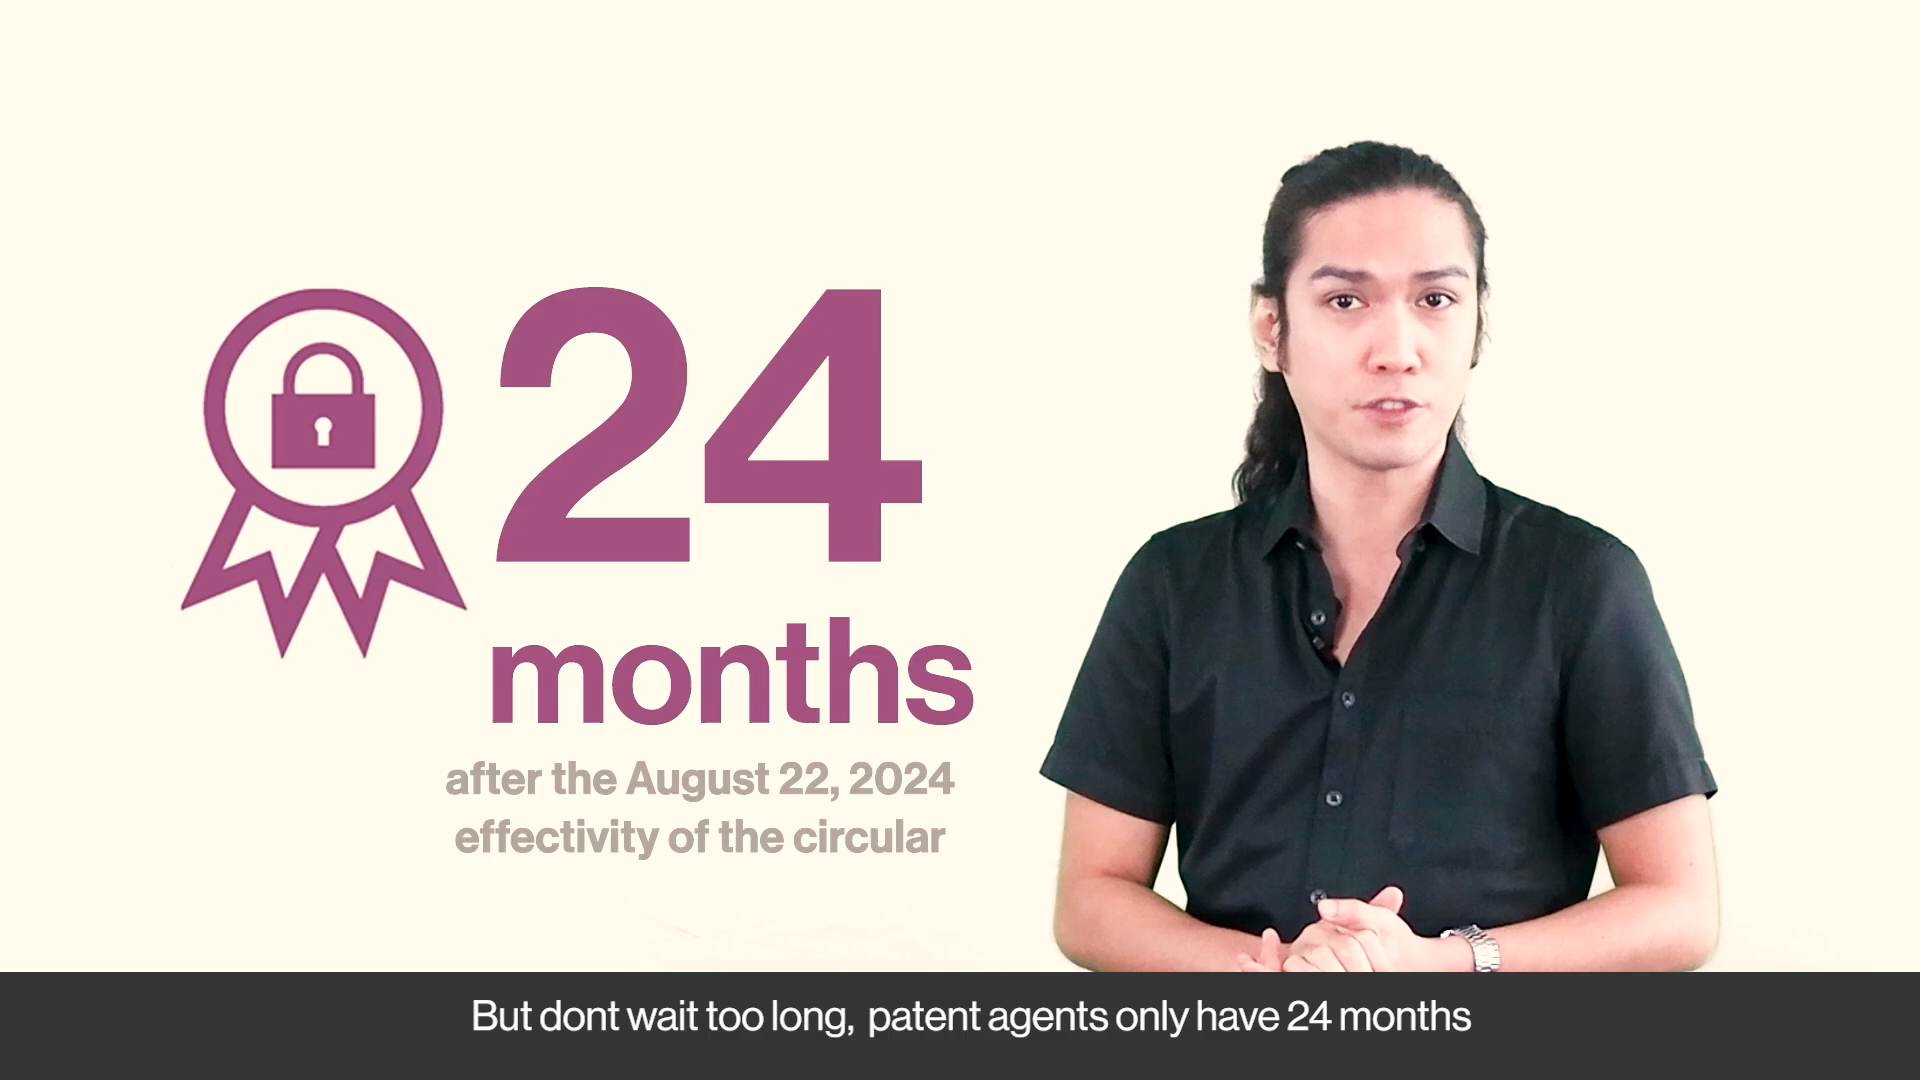 24
months
after the August 22, 2024
effectivity of the circular
But dont wait too long, patent agents only have 24 months